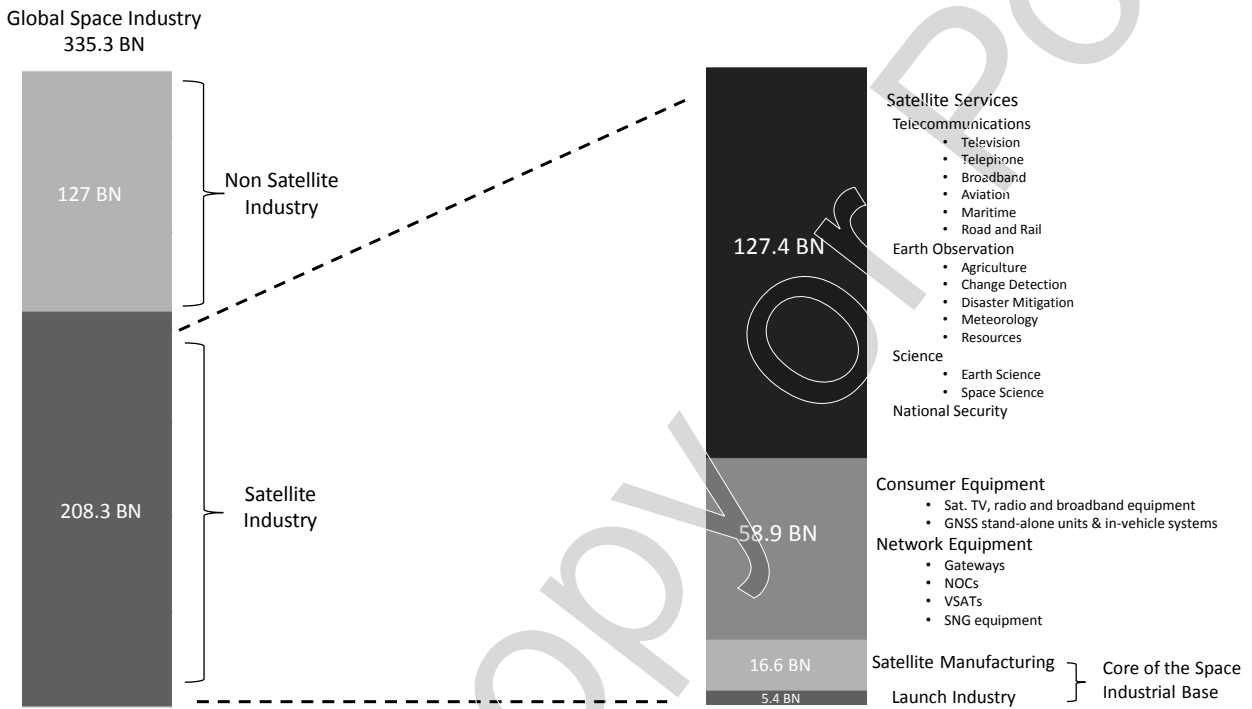 Global Space Industry
335.3 BN
127 BN
Non Satellite
Industry
208.3 BN
Satellite
Industry
127.4 BN
Satellite Services
Telecommunications
• Television
• Telephone
• Broadband
• Aviation
• Maritime
• Road and Rail
Earth Observation
• Agriculture
• Change Detection
• Disaster Mitigation
• Meteorology
• Resources
Science
• Earth Science
• Space Science
National Security
58.9 BN
Consumer Equipment
• Sat. TV, radio and broadband equipment
• GNSS stand-alone units & in-vehicle systems
Network Equipment
• Gateways
• NOCs
• VSATs
• SNG equipment
16.6 BN
Satellite Manufacturing
5.4 BN
Launch Industry
Core of the Space
Industrial Base